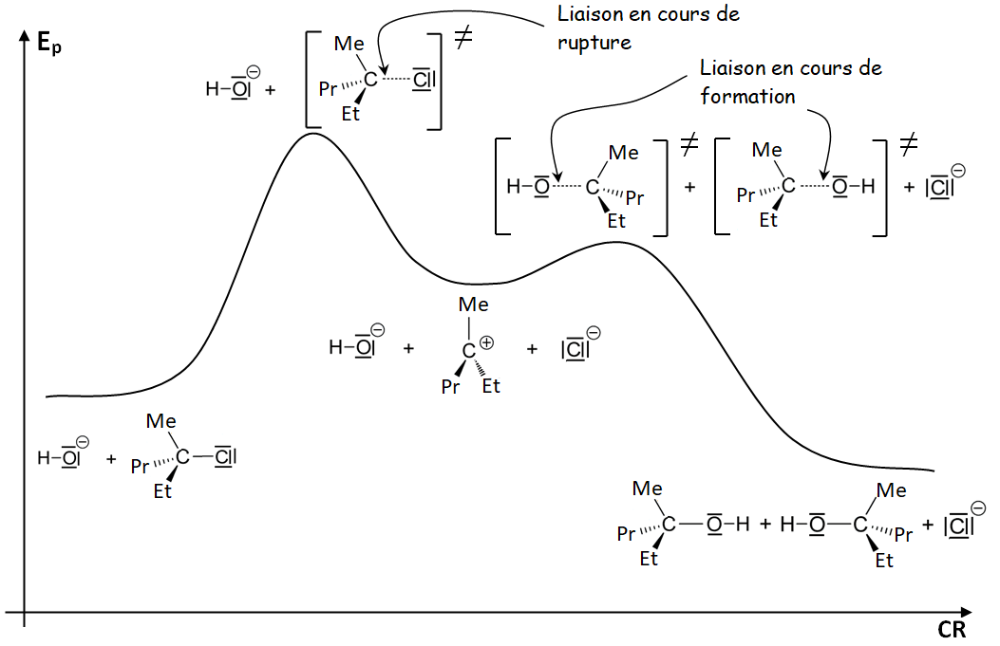 Liaison en cours de
rupture
Eₚ
Me
≠
H–O|⊖ + [ Pr C ····· Cl| ]
Et
Liaison en cours de
formation
Me ≠ Me ≠
[ H–O ····· C Pr ] + [ Pr C ····· O–H ] + |Cl|⊖
Et Et
Me
H–O|⊖ + C⊕ + |Cl|⊖
Pr Et
Me
H–O|⊖ + Pr C — Cl|
Et
Me Me
Pr C — O–H + H–O — C Pr + |Cl|⊖
Et Et
CR